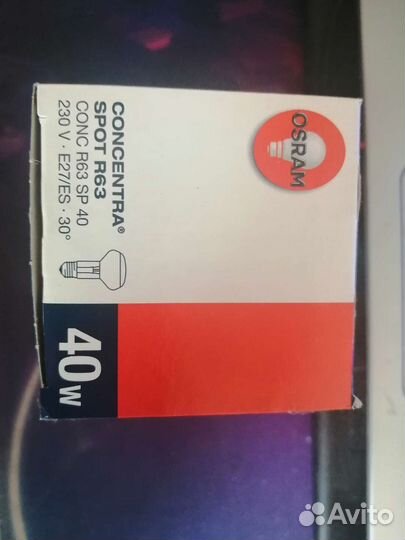 OSRAM
CONCENTRA®
SPOT R63
CONC R63 SP 40
230 V · E27/ES · 30°
40W
Avito